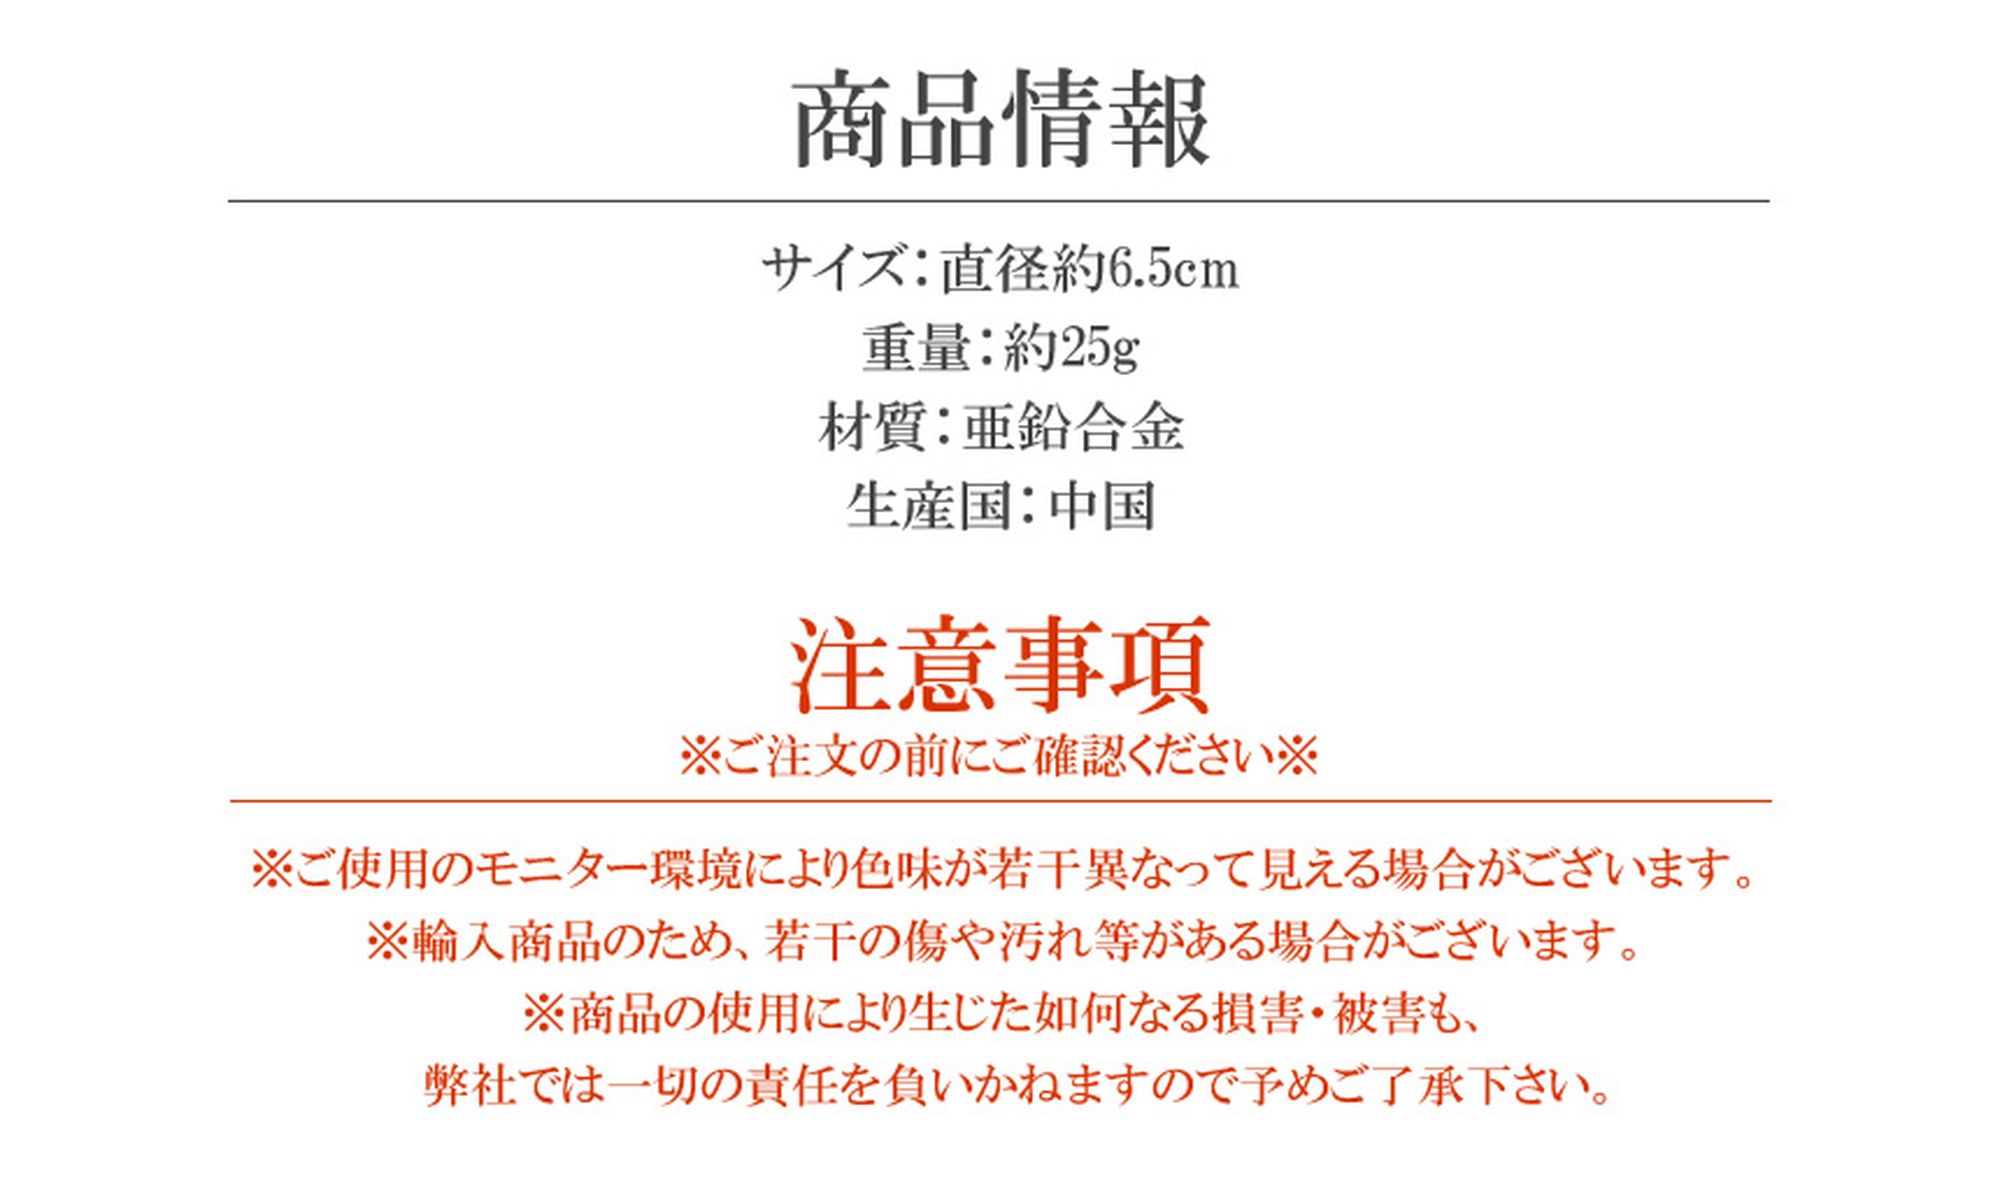 商品情報
サイズ：直径約6.5cm
重量：約25g
材質：亜鉛合金
生産国：中国
注意事項
※ご注文の前にご確認ください※
※ご使用のモニター環境により色味が若干異なって見える場合がございます。
※輸入商品のため、若干の傷や汚れ等がある場合がございます。
※商品の使用により生じた如何なる損害・被害も、
弊社では一切の責任を負いかねますので予めご了承下さい。